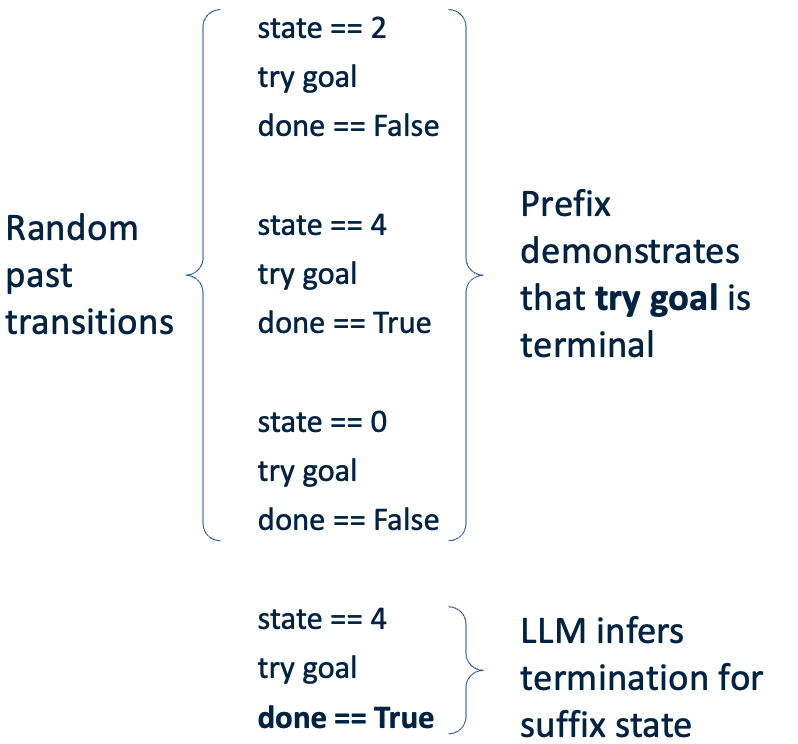 Random
past
transitions
state == 2
try goal
done == False
state == 4
try goal
done == True
state == 0
try goal
done == False
Prefix
demonstrates
that try goal is
terminal
state == 4
try goal
done == True
LLM infers
termination for
suffix state